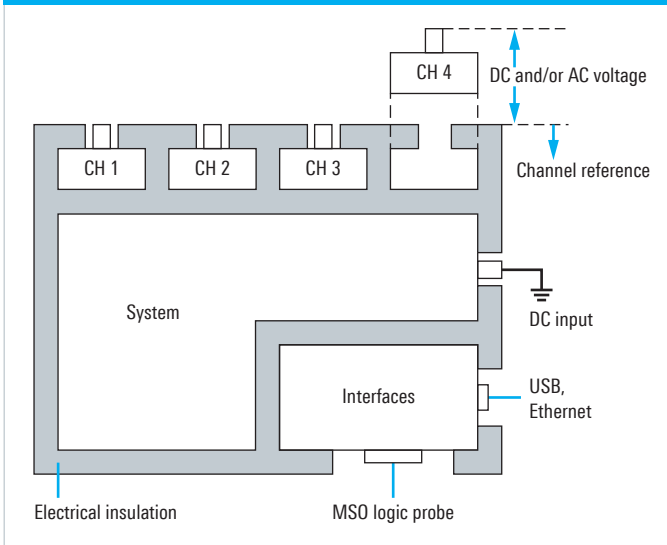 CH 4
DC and/or AC voltage
CH 1
CH 2
CH 3
Channel reference
System
DC input
Interfaces
USB,
Ethernet
Electrical insulation
MSO logic probe